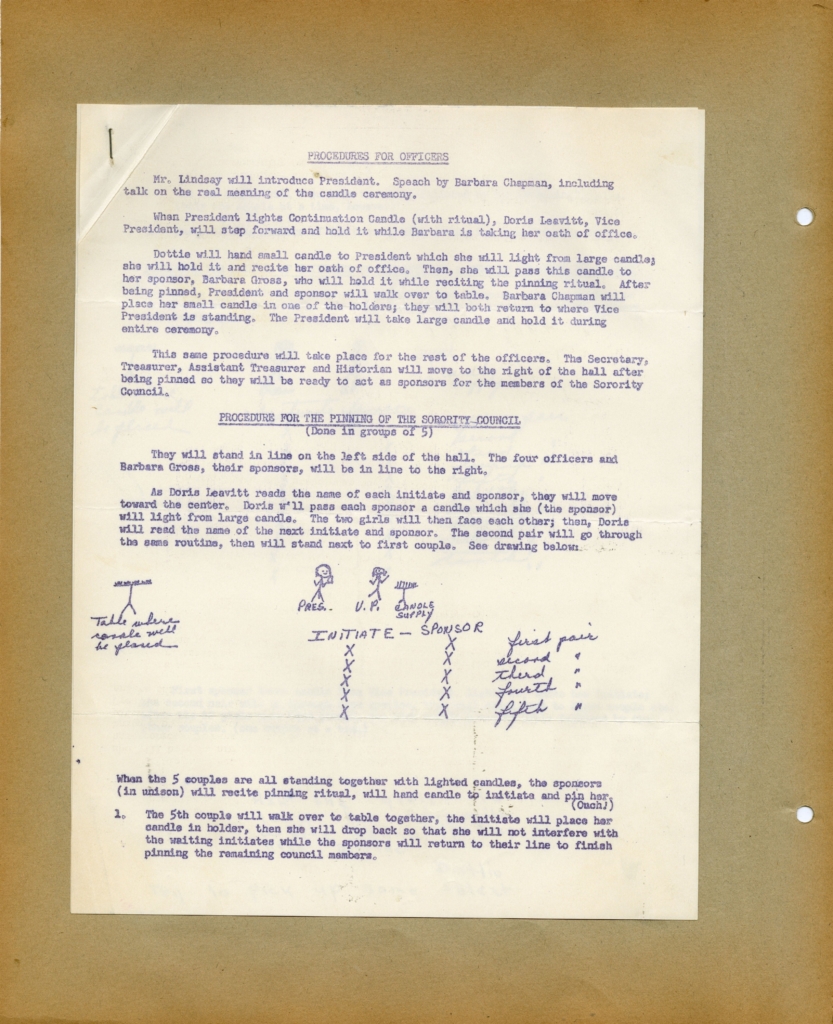 PROCEDURES FOR OFFICERS
Mr. Lindsay will introduce President. Speach by Barbara Chapman, including
talk on the real meaning of the candle ceremony.
When President lights Continuation Candle (with ritual), Doris Leavitt, Vice
President, will step forward and hold it while Barbara is taking her oath of office.
Dottie will hand small candle to President which she will light from large candle;
she will hold it and recite her oath of office. Then, she will pass this candle to
her sponsor, Barbara Gross, who will hold it while reciting the pinning ritual. After
being pinned, President and sponsor will walk over to table. Barbara Chapman will
place her small candle in one of the holders; they will both return to where Vice
President is standing. The President will take large candle and hold it during
entire ceremony.
This same procedure will take place for the rest of the officers. The Secretary,
Treasurer, Assistant Treasurer and Historian will move to the right of the hall after
being pinned so they will be ready to act as sponsors for the members of the Sorority
Council.
PROCEDURE FOR THE PINNING OF THE SORORITY COUNCIL
(Done in groups of 5)
They will stand in line on the left side of the hall. The four officers and
Barbara Gross, their sponsors, will be in line to the right.
As Doris Leavitt reads the name of each initiate and sponsor, they will move
toward the center. Doris will pass each sponsor a candle which she (the sponsor)
will light from large candle. The two girls will then face each other; then, Doris
will read the name of the next initiate and sponsor. The second pair will go through
the same routine, then will stand next to first couple. See drawing below:
PRES. V.P. CANDLE
SUPPLY
Table where
candle will
be placed
INITIATE - SPONSOR
X X first pair
X X second "
X X third "
X X fourth "
X X fifth "
When the 5 couples are all standing together with lighted candles, the sponsors
(in unison) will recite pinning ritual, will hand candle to initiate and pin her.
(Ouch!)
1. The 5th couple will walk over to table together, the initiate will place her
candle in holder, then she will drop back so that she will not interfere with
the waiting initiates while the sponsors will return to their line to finish
pinning the remaining council members.